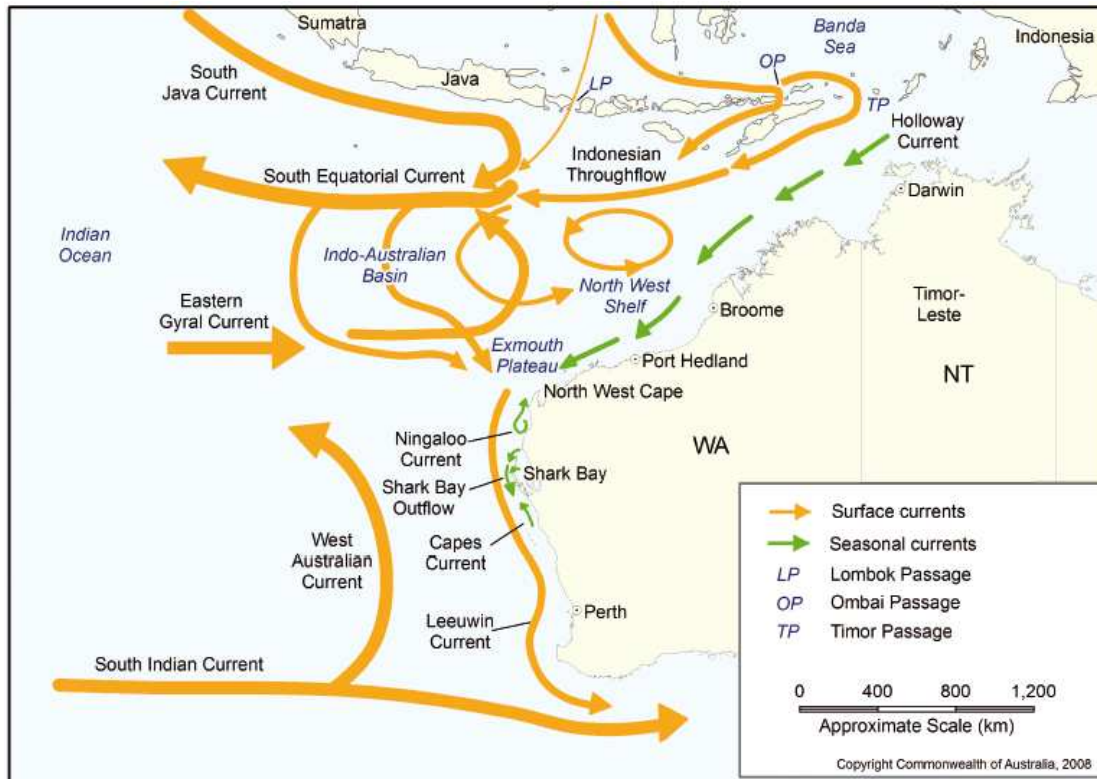 Sumatra
Banda
Sea
Indonesia
South
Java Current
Java
LP
OP
TP
Holloway
Current
South Equatorial Current
Indonesian
Throughflow
Darwin
Indian
Ocean
Indo-Australian
Basin
North West
Shelf
Eastern
Gyral Current
Broome
Timor-
Leste
Exmouth
Plateau
Port Hedland
NT
North West Cape
Ningaloo
Current
WA
Shark Bay
Shark Bay
Outflow
West
Australian
Current
Capes
Current
Leeuwin
Current
Perth
South Indian Current
Surface currents
Seasonal currents
LP Lombok Passage
OP Ombai Passage
TP Timor Passage
0 400 800 1,200
Approximate Scale (km)
Copyright Commonwealth of Australia, 2008